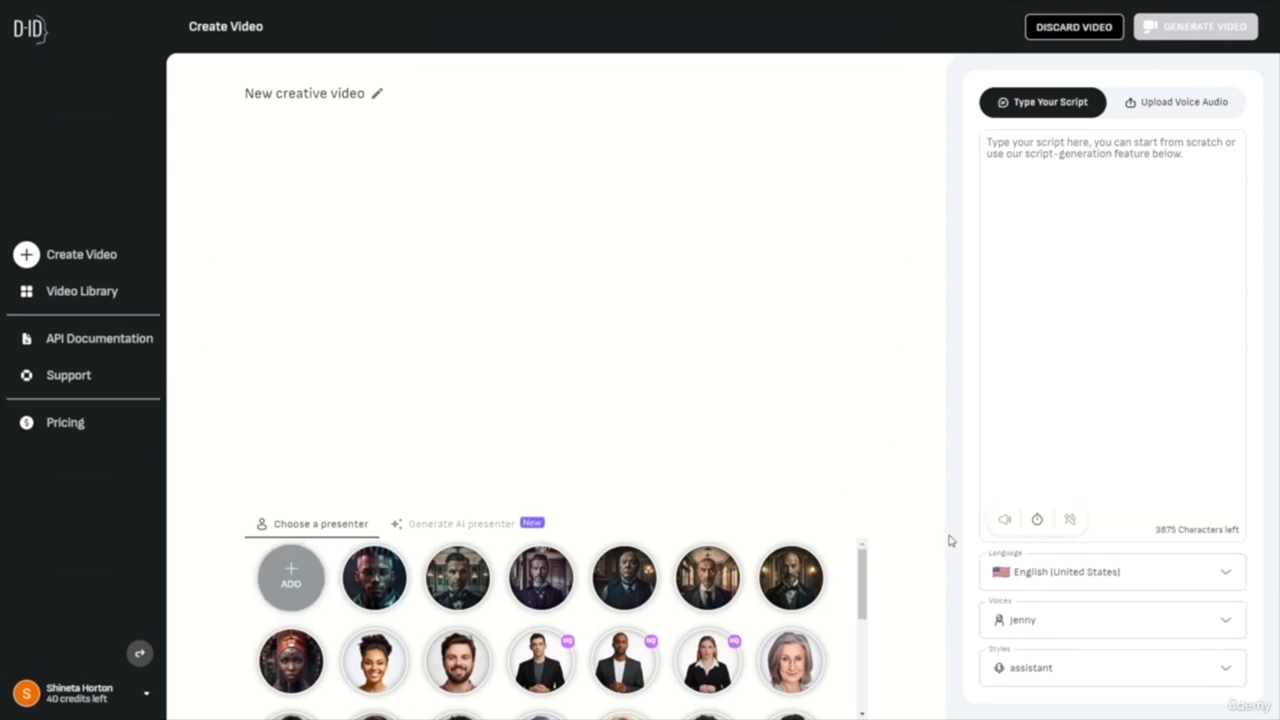 D-ID
Create Video
DISCARD VIDEO
GENERATE VIDEO
New creative video
Type Your Script
Upload Voice Audio
Type your script here, you can start from scratch or
use our script-generation feature below.
Create Video
Video Library
API Documentation
Support
Pricing
Choose a presenter
Generate AI presenter
New
3875 Characters left
ADD
Language
English (United States)
HQ
HQ
HQ
Voices
Jenny
Styles
assistant
S
Shineta Horton
40 credits left
ûdemy